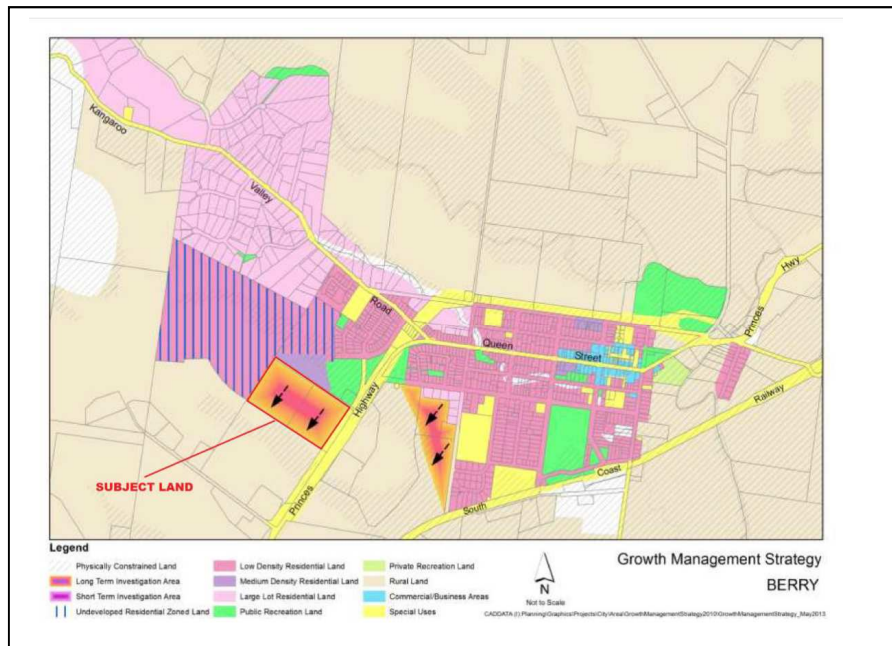 Kangaroo
Valley
Road
Queen
Street
Princes
Hwy
Railway
Coast
South
Highway
Princes
SUBJECT LAND
Legend
Physically Constrained Land
Long Term Investigation Area
Short Term Investigation Area
Undeveloped Residential Zoned Land
Low Density Residential Land
Medium Density Residential Land
Large Lot Residential Land
Public Recreation Land
Private Recreation Land
Rural Land
Commercial/Business Areas
Special Uses
N
Not to Scale
Growth Management Strategy
BERRY